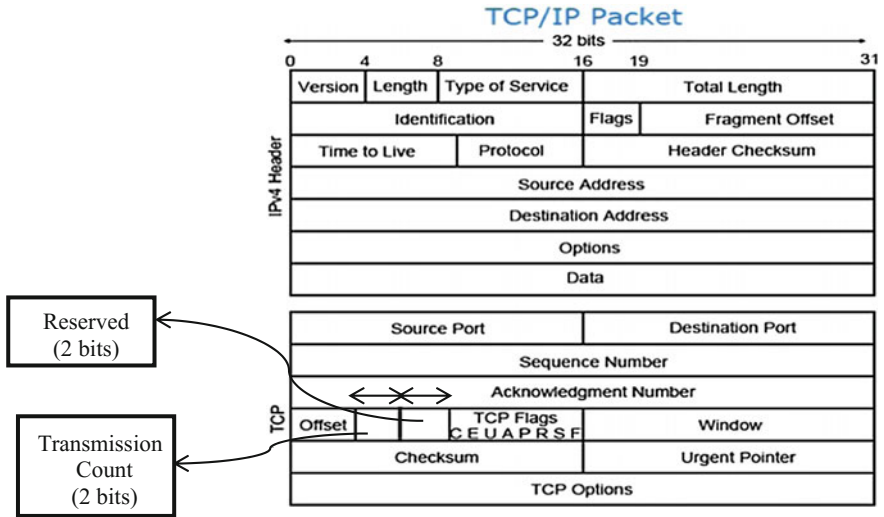 TCP/IP Packet
32 bits
0 4 8 16 19 31
Version Length Type of Service Total Length
Identification Flags Fragment Offset
Time to Live Protocol Header Checksum
Source Address
Destination Address
Options
Data
IPv4 Header
Reserved
(2 bits)
Source Port Destination Port
Sequence Number
Acknowledgment Number
Offset TCP Flags Window
C E U A P R S F
Checksum Urgent Pointer
TCP Options
TCP
Transmission
Count
(2 bits)